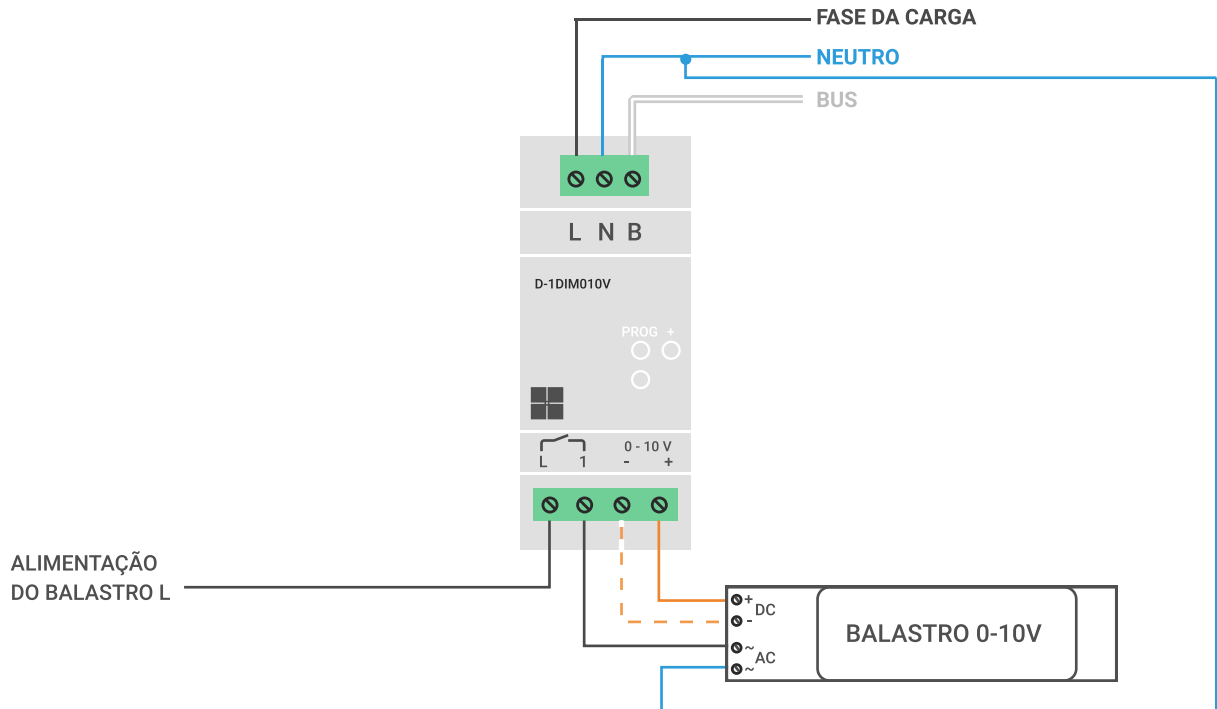 FASE DA CARGA
NEUTRO
BUS
L N B
D-1DIM010V
PROG +
0 - 10 V
L 1 - +
ALIMENTAÇÃO
DO BALASTRO L
+ DC
-
~ AC
~
BALASTRO 0-10V